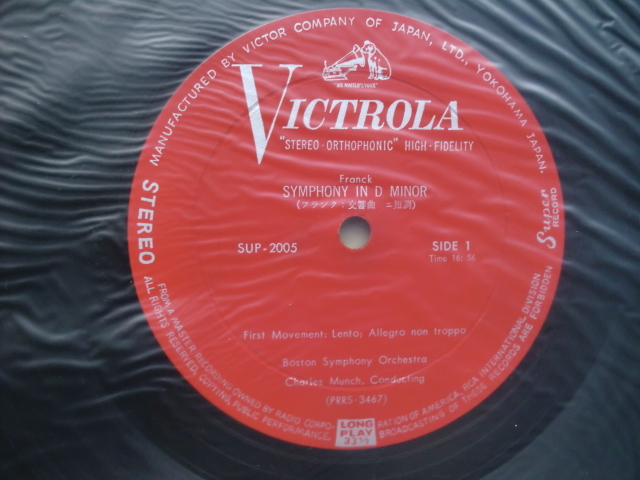 MANUFACTURED BY VICTOR COMPANY OF JAPAN, LTD., YOKOHAMA, JAPAN.
"HIS MASTER'S VOICE"
VICTROLA
"STEREO-ORTHOPHONIC" HIGH-FIDELITY
Franck
SYMPHONY IN D MINOR
(フランク:交響曲 ニ短調)
SUP-2005
SIDE 1
Time 16:56
STEREO
Super
RECORD
First Movement: Lento; Allegro non troppo
Boston Symphony Orchestra
Charles Munch, Conducting
(PRRS-3467)
FROM A MASTER RECORDING OWNED BY RADIO CORPORATION OF AMERICA, RCA INTERNATIONAL DIVISION
ALL RIGHTS RESERVED, COPYING, PUBLIC PERFORMANCE, BROADCASTING OF THESE RECORDS ARE FORBIDDEN
LONG
PLAY
33⅓